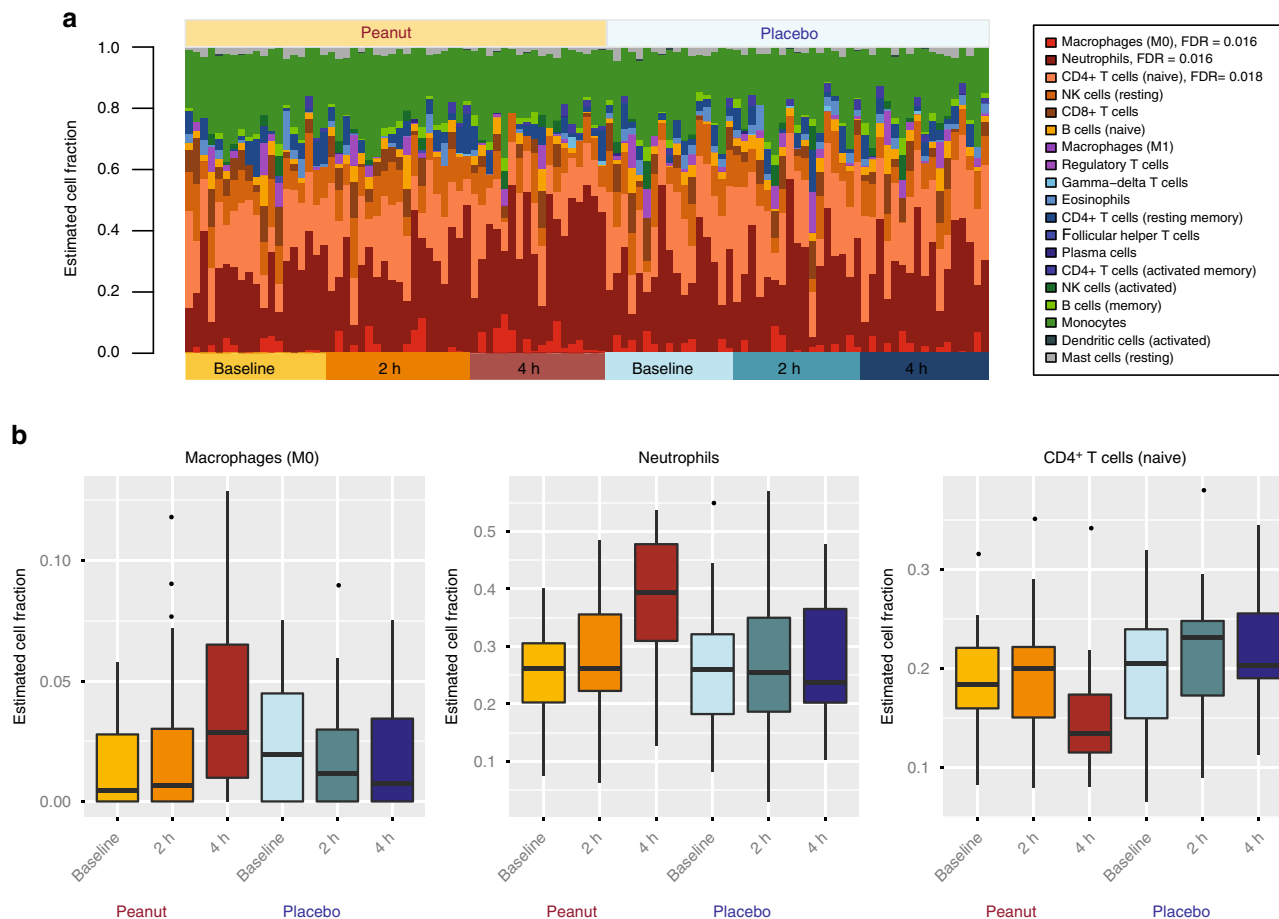 a
Peanut
Placebo
1.0
0.8
0.6
0.4
0.2
0.0
Estimated cell fraction
Baseline
2 h
4 h
Baseline
2 h
4 h
Macrophages (M0), FDR = 0.016
Neutrophils, FDR = 0.016
CD4+ T cells (naive), FDR= 0.018
NK cells (resting)
CD8+ T cells
B cells (naive)
Macrophages (M1)
Regulatory T cells
Gamma−delta T cells
Eosinophils
CD4+ T cells (resting memory)
Follicular helper T cells
Plasma cells
CD4+ T cells (activated memory)
NK cells (activated)
B cells (memory)
Monocytes
Dendritic cells (activated)
Mast cells (resting)
b
Macrophages (M0)
Estimated cell fraction
0.10
0.05
0.00
Baseline
2 h
4 h
Baseline
2 h
4 h
Peanut
Placebo
Neutrophils
Estimated cell fraction
0.5
0.4
0.3
0.2
0.1
Baseline
2 h
4 h
Baseline
2 h
4 h
Peanut
Placebo
CD4⁺ T cells (naive)
Estimated cell fraction
0.3
0.2
0.1
Baseline
2 h
4 h
Baseline
2 h
4 h
Peanut
Placebo